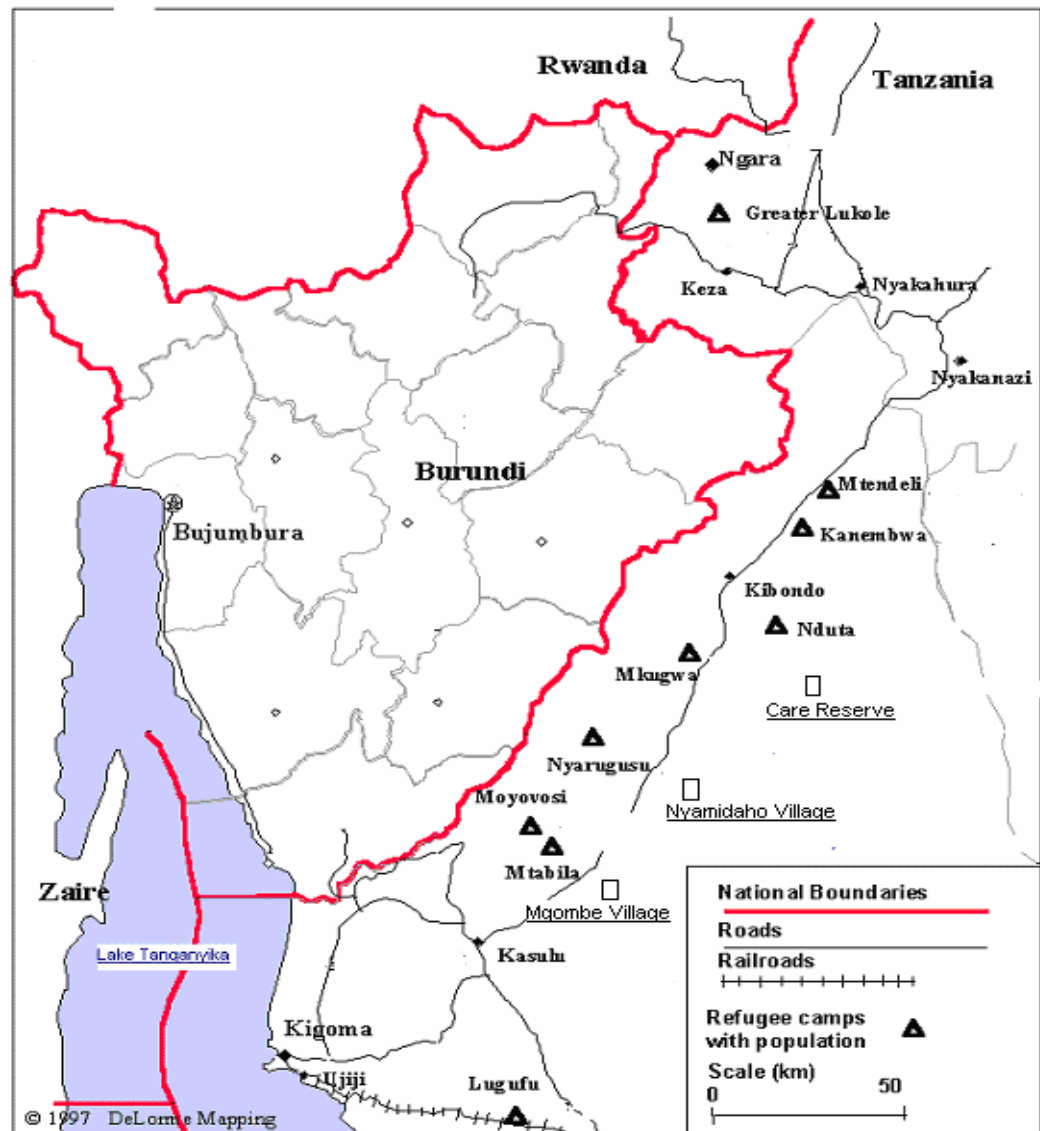 Rwanda
Tanzania
Ngara
Greater Lukole
Keza
Nyakahura
Nyakanazi
Burundi
Mtendeli
Bujumbura
Kanembwa
Kibondo
Nduta
Mkugwa
Care Reserve
Nyarugusu
Moyovosi
Nyamidaho Village
Mtabila
Zaire
Mgombe Village
Lake Tanganyika
Kasulu
Kigoma
Ujiji
Lugufu
National Boundaries
Roads
Railroads
Refugee camps
with population
Scale (km)
0 50
© 1997 DeLorme Mapping